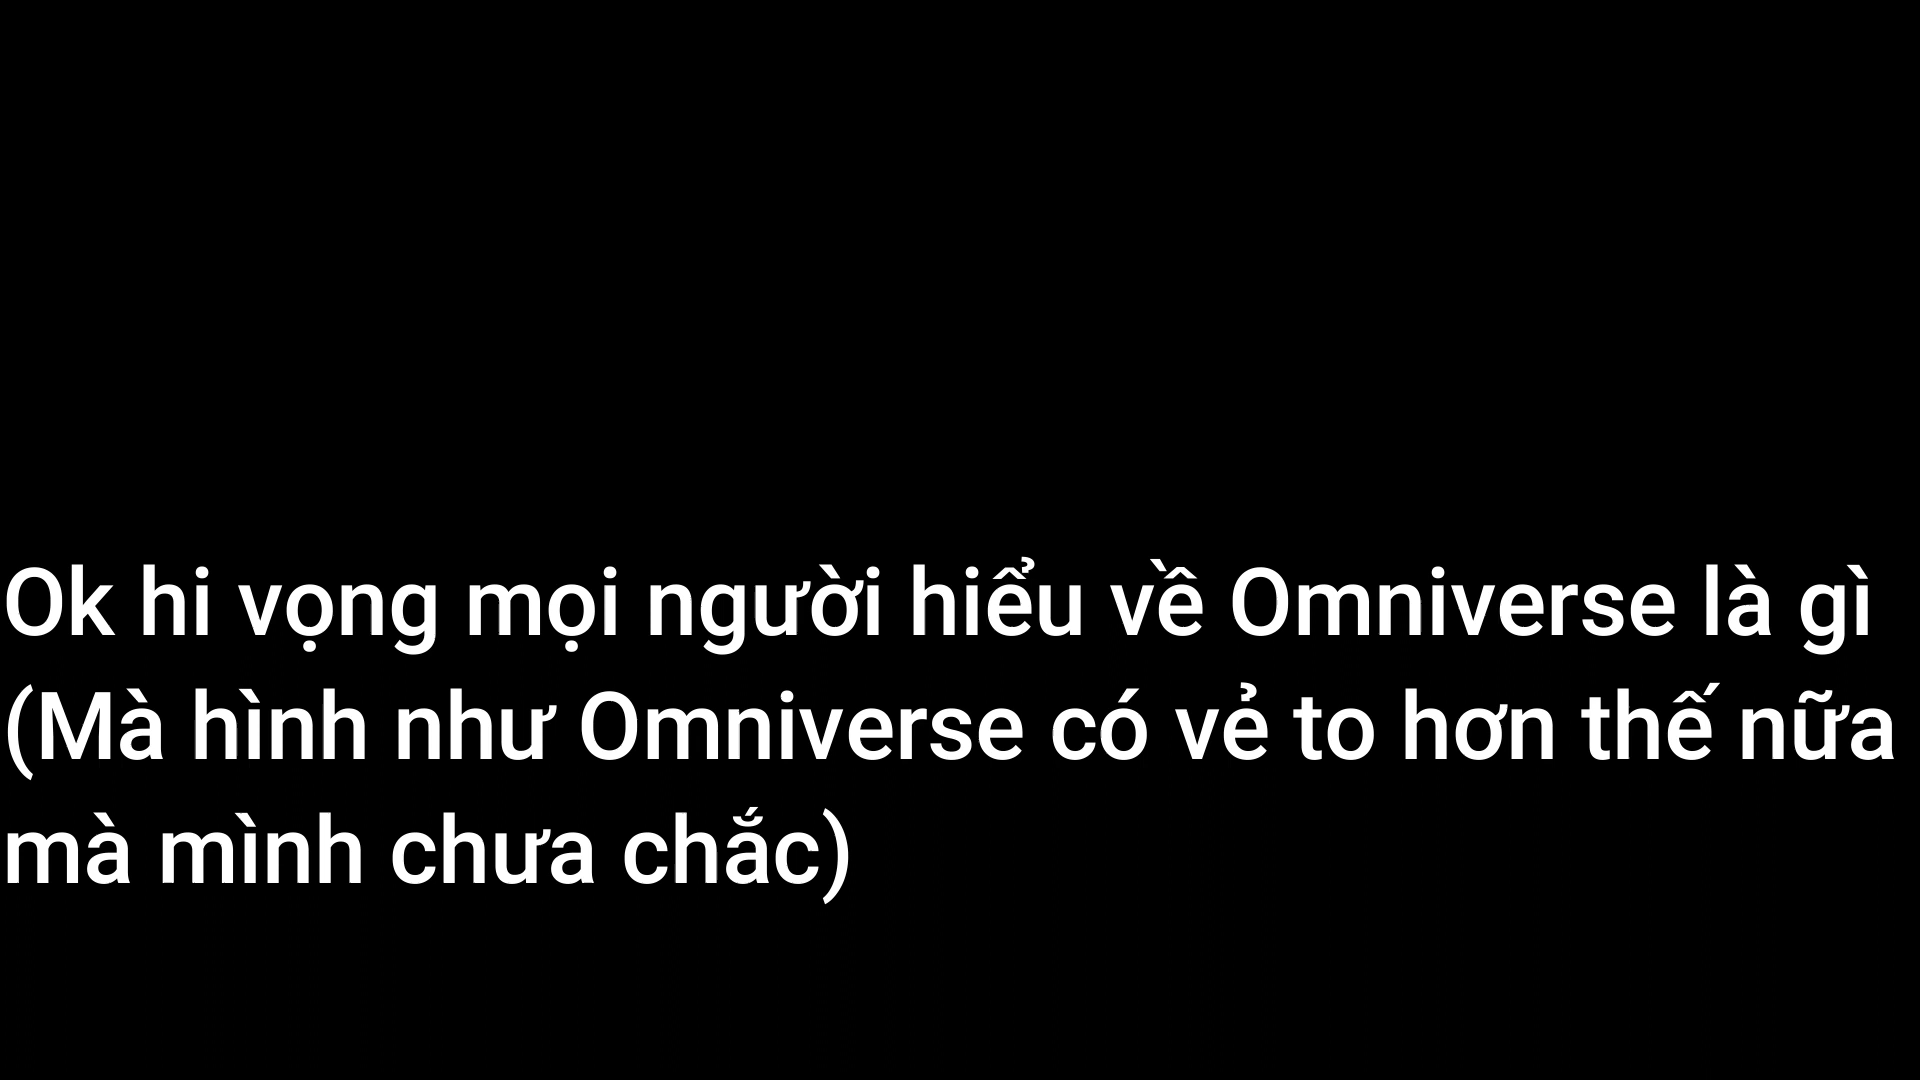 Ok hi vọng mọi người hiểu về Omniverse là gì
(Mà hình như Omniverse có vẻ to hơn thế nữa
mà mình chưa chắc)